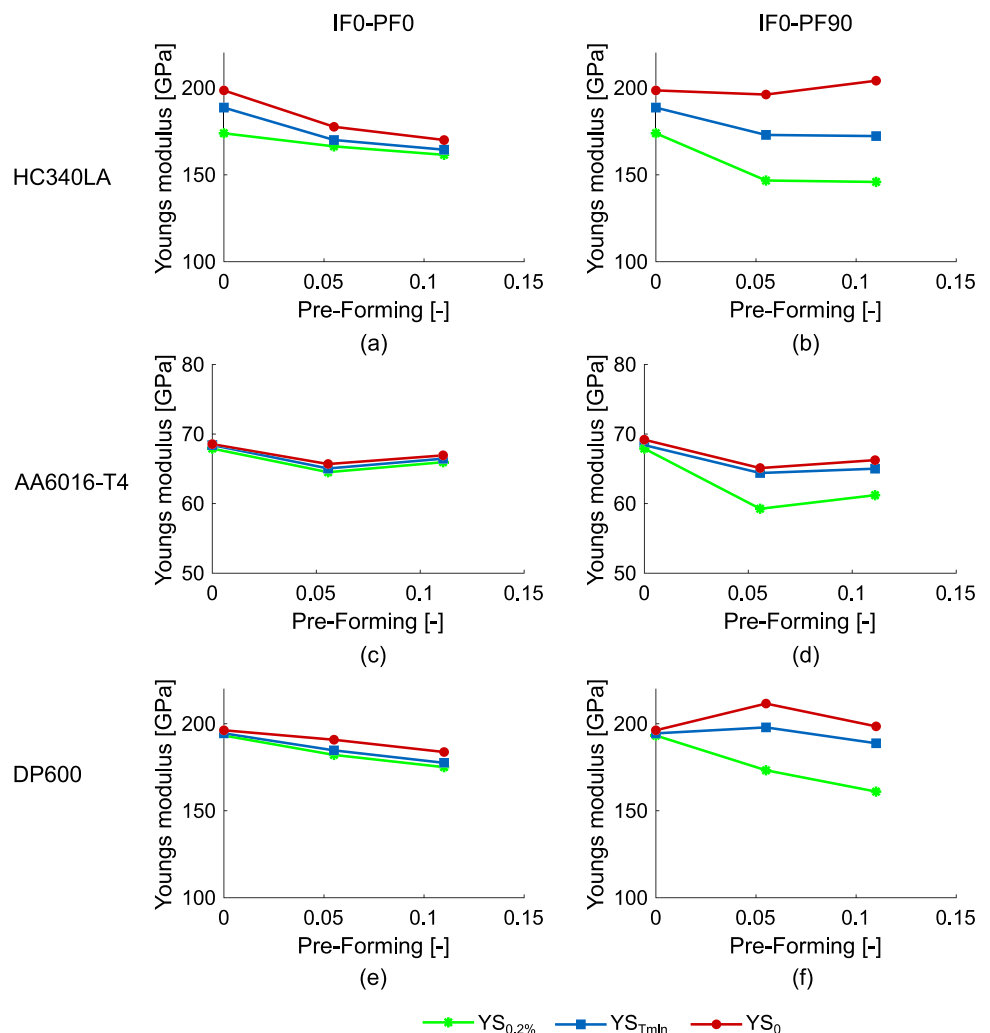 IF0-PF0 IF0-PF90
HC340LA
Youngs modulus [GPa]
200
150
100
0 0.05 0.1 0.15
Pre-Forming [-]
(a)
Youngs modulus [GPa]
200
150
100
0 0.05 0.1 0.15
Pre-Forming [-]
(b)
AA6016-T4
Youngs modulus [GPa]
80
70
60
50
0 0.05 0.1 0.15
Pre-Forming [-]
(c)
Youngs modulus [GPa]
80
70
60
50
0 0.05 0.1 0.15
Pre-Forming [-]
(d)
DP600
Youngs modulus [GPa]
200
150
100
0 0.05 0.1 0.15
Pre-Forming [-]
(e)
Youngs modulus [GPa]
200
150
100
0 0.05 0.1 0.15
Pre-Forming [-]
(f)
YS0.2% YSTmIn YS0